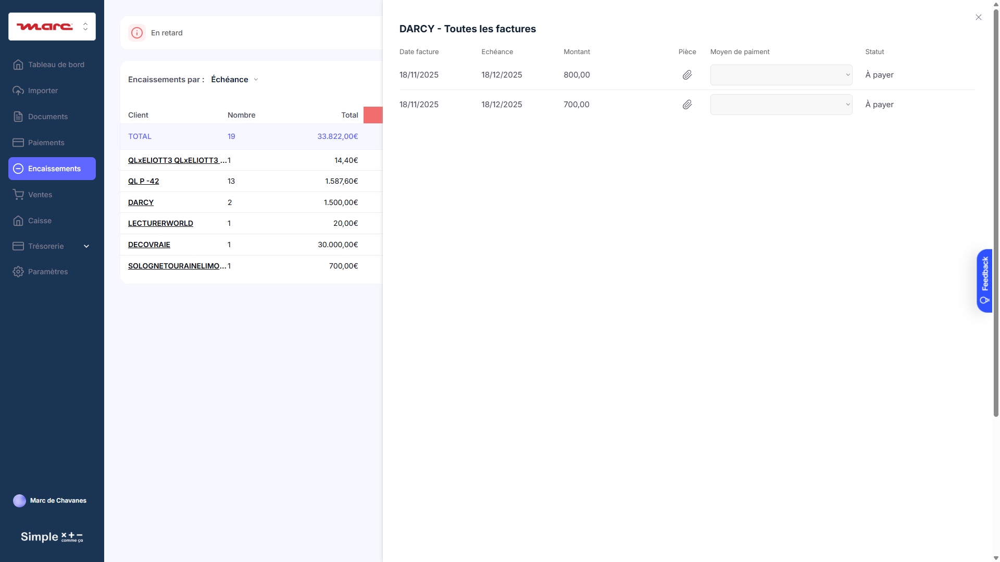 marc
Tableau de bord
Importer
Documents
Paiements
Encaissements
Ventes
Caisse
Trésorerie
Paramètres
Marc de Chavanes
Simple
comme ça
En retard
Encaissements par : Échéance
Client Nombre Total
TOTAL 19 33.822,00€
QLxELIOTT3 QLxELIOTT3 ... 1 14,40€
QL P -42 13 1.587,60€
DARCY 2 1.500,00€
LECTURERWORLD 1 20,00€
DECOVRAIE 1 30.000,00€
SOLOGNETOURAINELIMO... 1 700,00€
DARCY - Toutes les factures
Date facture Echéance Montant Pièce Moyen de paiment Statut
18/11/2025 18/12/2025 800,00 À payer
18/11/2025 18/12/2025 700,00 À payer
Feedback